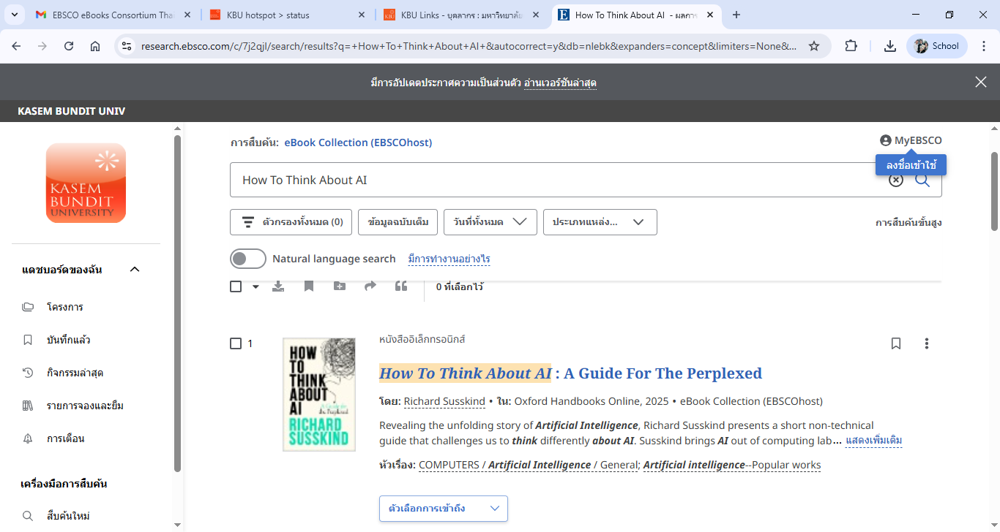 EBSCO eBooks Consortium Thai
KBU hotspot > status
KBU Links - บุคลากร : มหาวิทยาลัย
How To Think About AI - ผลการ
research.ebsco.com/c/7j2qjl/search/results?q=+How+To+Think+About+AI+&autocorrect=y&db=nlebk&expanders=concept&limiters=None&...
School
มีการอัปเดตประกาศความเป็นส่วนตัว อ่านเวอร์ชันล่าสุด
KASEM BUNDIT UNIV
KASEM
BUNDIT
UNIVERSITY
แดชบอร์ดของฉัน
โครงการ
บันทึกแล้ว
กิจกรรมล่าสุด
รายการจองและยืม
การเตือน
เครื่องมือการสืบค้น
สืบค้นใหม่
การสืบค้น: eBook Collection (EBSCOhost)
MyEBSCO
ลงชื่อเข้าใช้
How To Think About AI
ตัวกรองทั้งหมด (0)
ข้อมูลฉบับเต็ม
วันที่ทั้งหมด
ประเภทแหล่ง...
การสืบค้นขั้นสูง
Natural language search มีการทำงานอย่างไร
0 ที่เลือกไว้
1
HOW
TO
THINK
ABOUT
AI
A Guide for
the Perplexed
RICHARD
SUSSKIND
หนังสืออิเล็กทรอนิกส์
How To Think About AI : A Guide For The Perplexed
โดย: Richard Susskind • ใน: Oxford Handbooks Online, 2025 • eBook Collection (EBSCOhost)
Revealing the unfolding story of Artificial Intelligence, Richard Susskind presents a short non-technical
guide that challenges us to think differently about AI. Susskind brings AI out of computing lab... แสดงเพิ่มเติม
หัวเรื่อง: COMPUTERS / Artificial Intelligence / General; Artificial intelligence--Popular works
ตัวเลือกการเข้าถึง